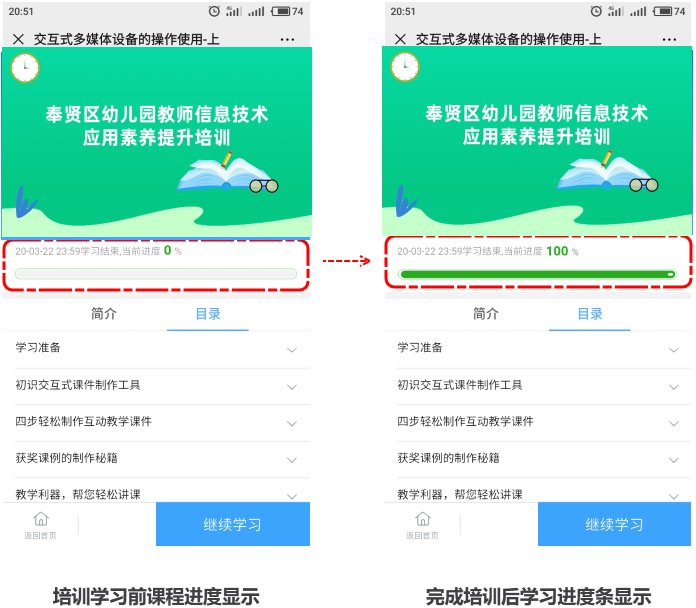 20:51
4G
74
交互式多媒体设备的操作使用-上
奉贤区幼儿园教师信息技术
应用素养提升培训
20-03-22 23:59学习结束,当前进度 0 %
简介
目录
学习准备
初识交互式课件制作工具
四步轻松制作互动教学课件
获奖课例的制作秘籍
教学利器，帮您轻松讲课
返回首页
继续学习
培训学习前课程进度显示
20:51
4G
74
交互式多媒体设备的操作使用-上
奉贤区幼儿园教师信息技术
应用素养提升培训
20-03-22 23:59学习结束,当前进度 100 %
简介
目录
学习准备
初识交互式课件制作工具
四步轻松制作互动教学课件
获奖课例的制作秘籍
教学利器，帮您轻松讲课
返回首页
继续学习
完成培训后学习进度条显示